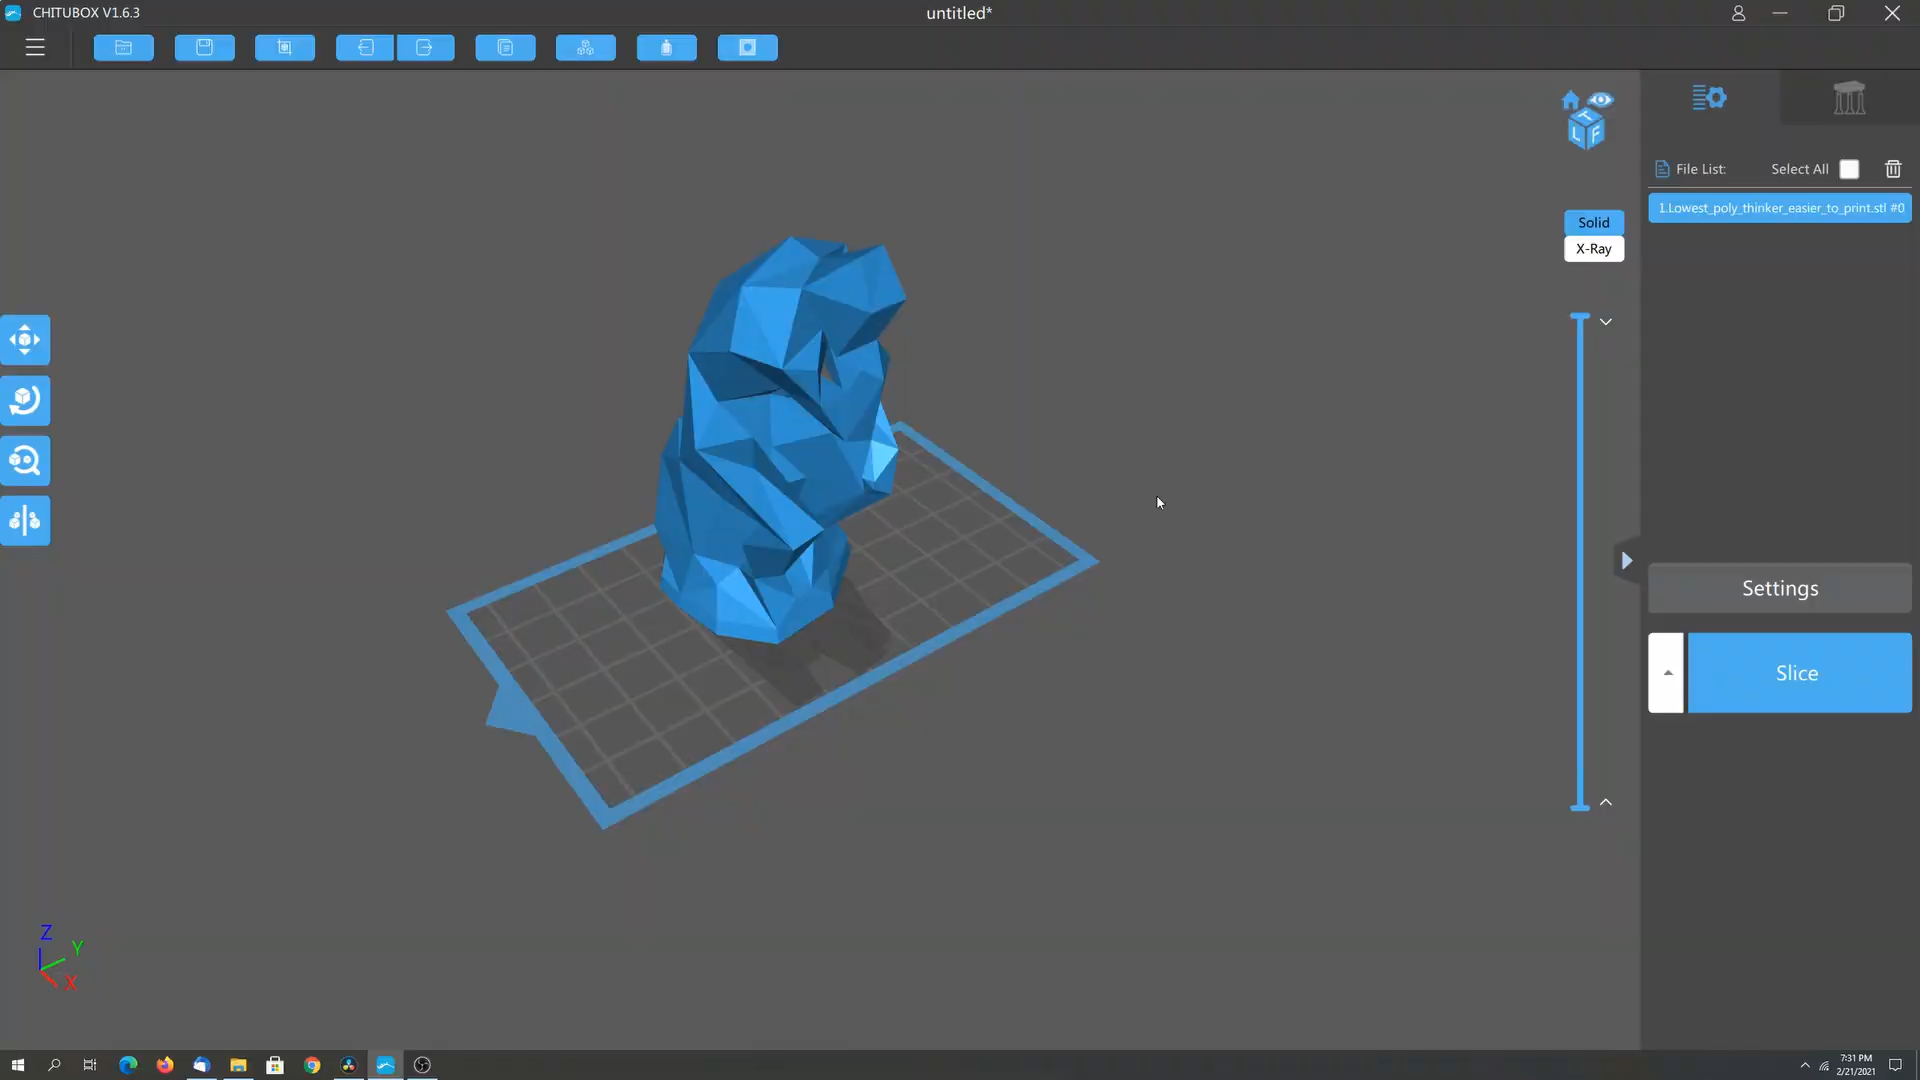 CHITUBOX V1.6.3
untitled*
File List:
Select All
1.Lowest_poly_thinker_easier_to_print.stl #0
T
L F
Solid
X-Ray
Settings
Slice
Z
Y
X
7:31 PM
2/21/2021